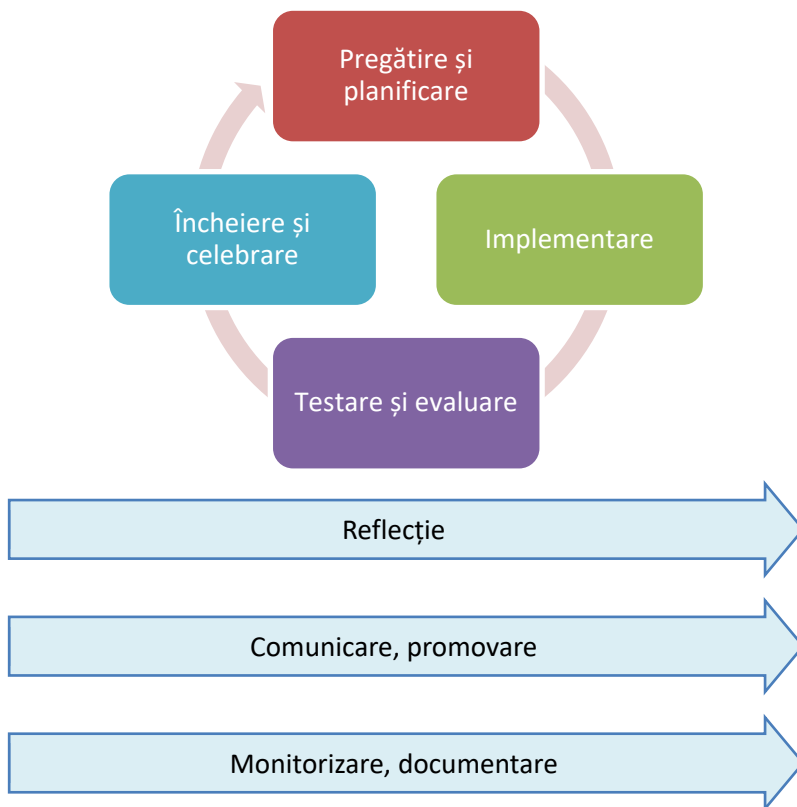 Pregătire și
planificare
Încheiere și
celebrare
Implementare
Testare și evaluare
Reflecție
Comunicare, promovare
Monitorizare, documentare